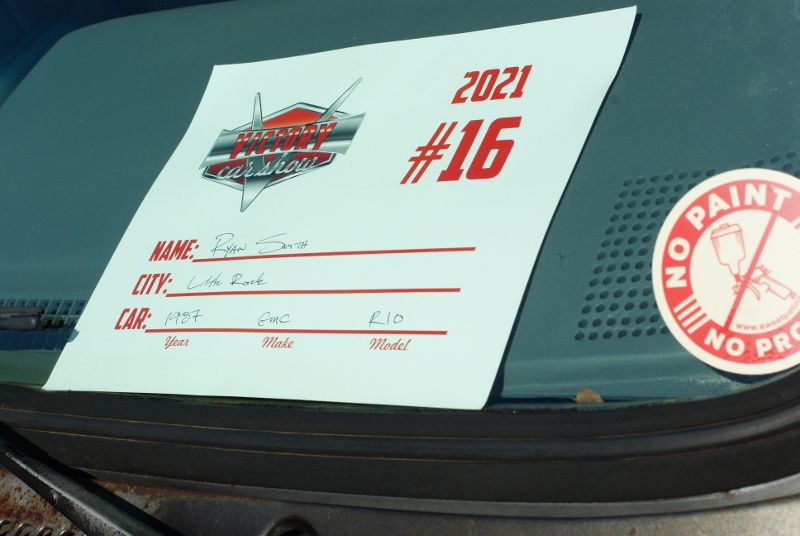 2021
#16
VICTORY
car show
NAME: Ryan Smith
CITY: Little Rock
CAR: 1987 GMC R10
Year Make Model
NO PAINT
NO PRO